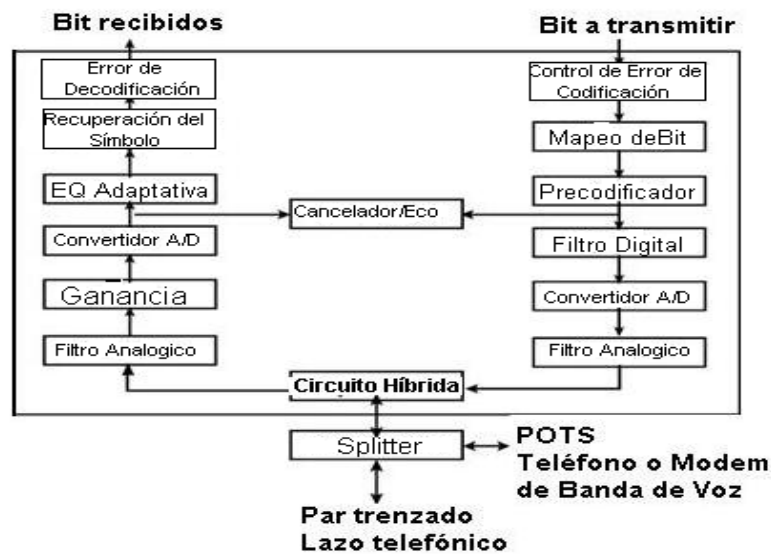 Bit recibidos
Bit a transmitir
Error de
Decodificación
Control de Error de
Codificación
Recuperación del
Símbolo
Mapeo deBit
EQ Adaptativa
Precodificador
Cancelador/Eco
Convertidor A/D
Filtro Digital
Ganancia
Convertidor A/D
Filtro Analogico
Filtro Analogico
Circuito Híbrida
Splitter
POTS
Teléfono o Modem
de Banda de Voz
Par trenzado
Lazo telefónico